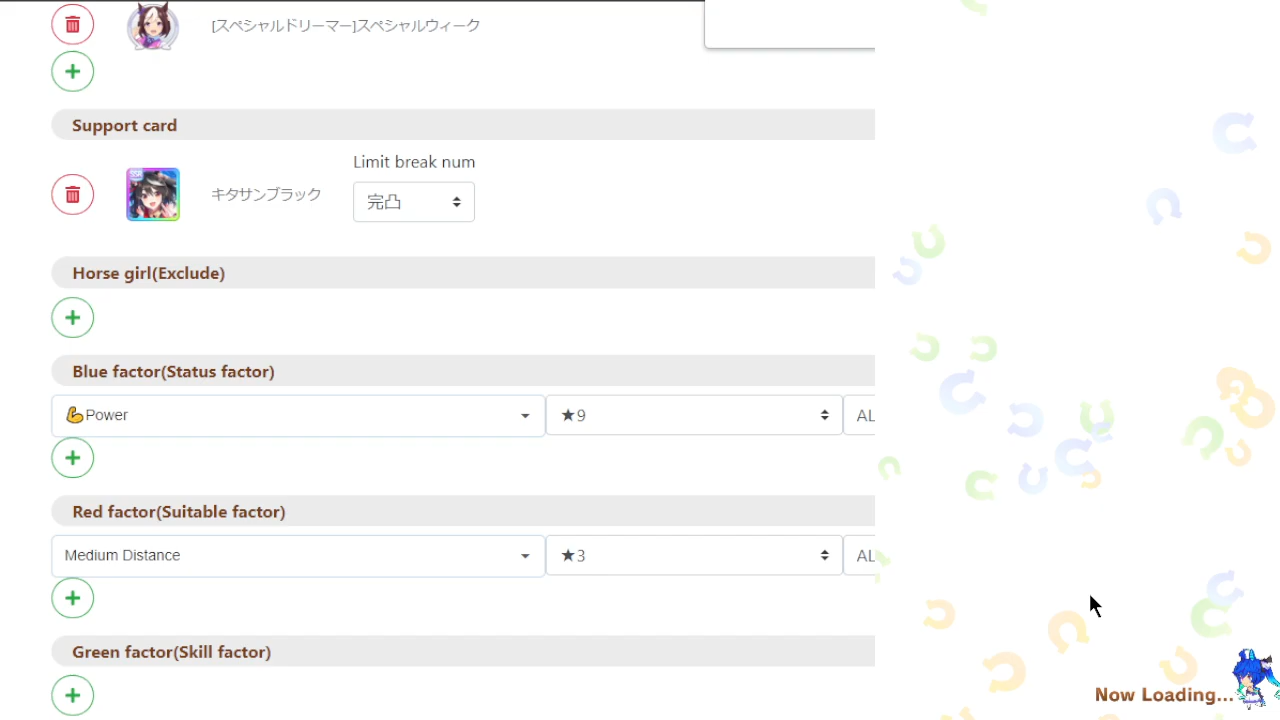 [スペシャルドリーマー]スペシャルウィーク
Support card
Limit break num
SSR
キタサンブラック
完凸
Horse girl(Exclude)
Blue factor(Status factor)
💪Power
★9
AL
Red factor(Suitable factor)
Medium Distance
★3
AL
Green factor(Skill factor)
Now Loading...